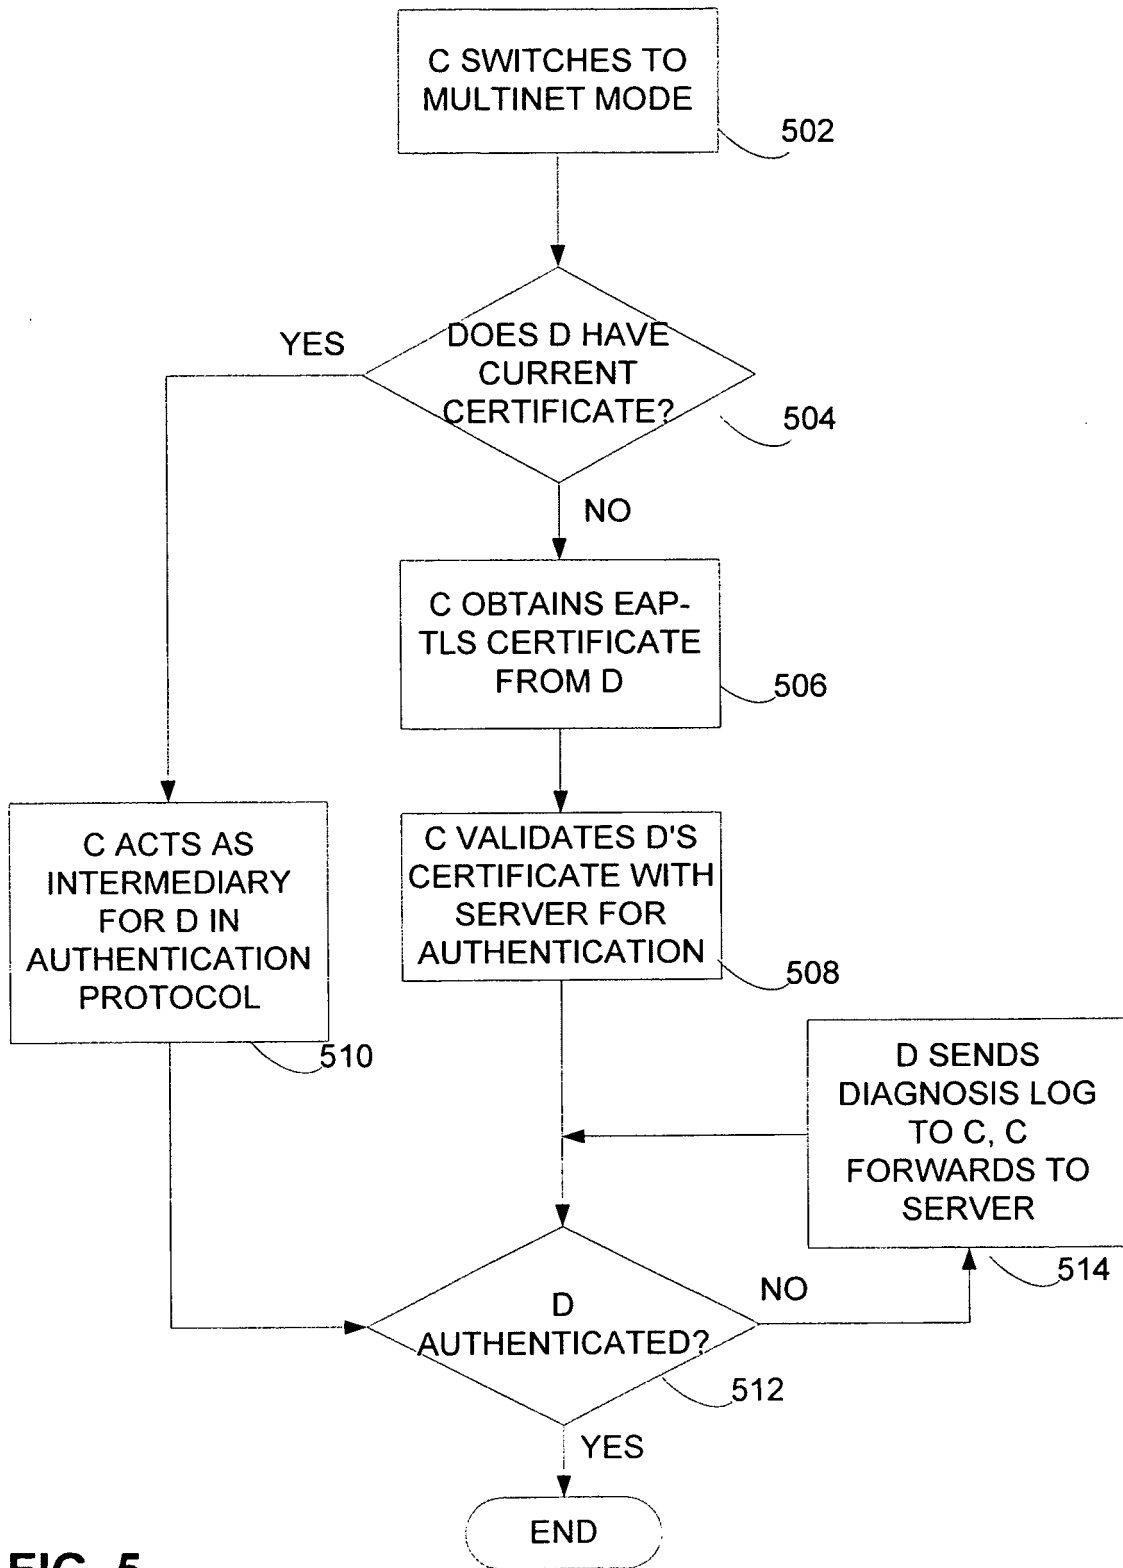 C SWITCHES TO
MULTINET MODE
502
DOES D HAVE
CURRENT
CERTIFICATE?
504
YES
NO
C OBTAINS EAP-
TLS CERTIFICATE
FROM D
506
C ACTS AS
INTERMEDIARY
FOR D IN
AUTHENTICATION
PROTOCOL
510
C VALIDATES D'S
CERTIFICATE WITH
SERVER FOR
AUTHENTICATION
508
D SENDS
DIAGNOSIS LOG
TO C, C
FORWARDS TO
SERVER
514
D
AUTHENTICATED?
512
NO
YES
END
FIG. 5